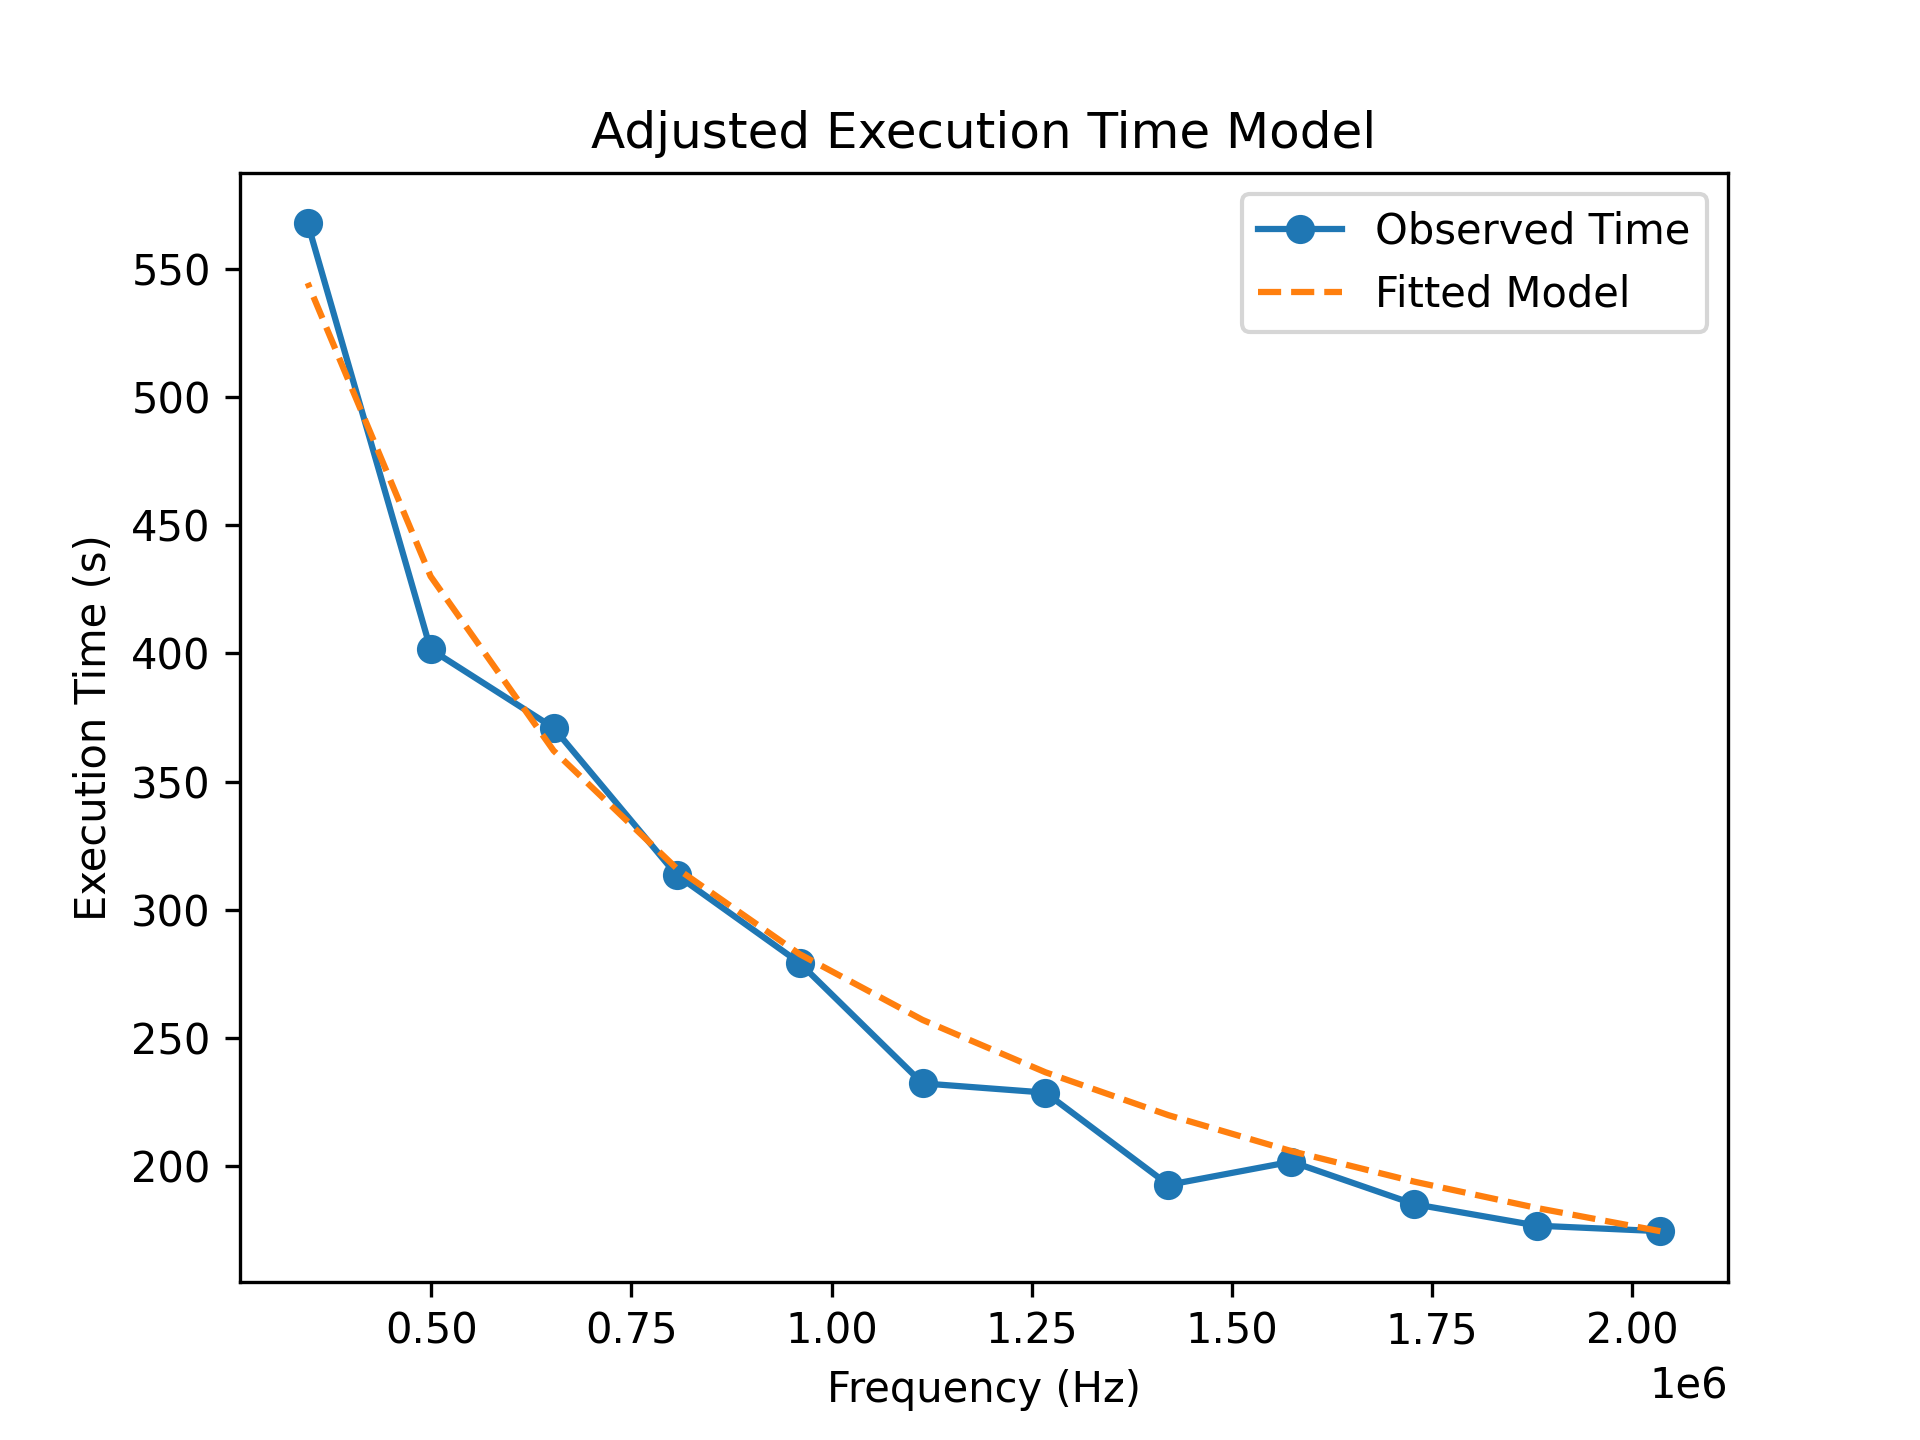 Adjusted Execution Time Model
Observed Time
Fitted Model
Execution Time (s)
550
500
450
400
350
300
250
200
0.50 0.75 1.00 1.25 1.50 1.75 2.00
1e6
Frequency (Hz)